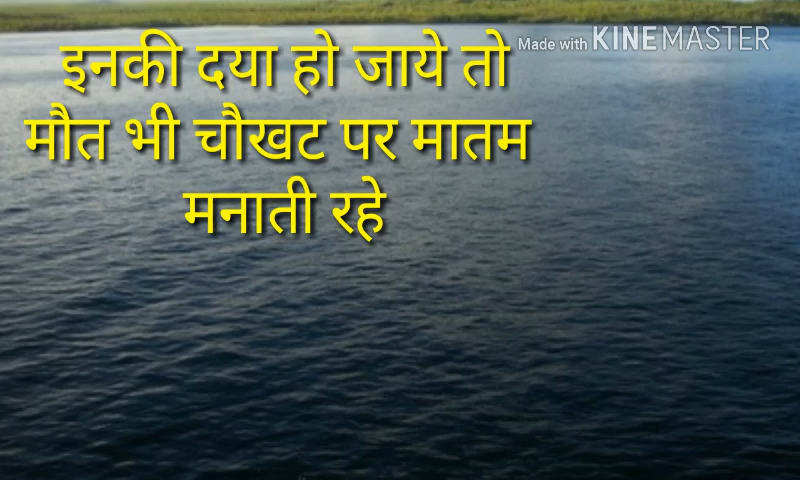 Made with KINEMASTER
इनकी दया हो जाये तो
मौत भी चौखट पर मातम
मनाती रहे